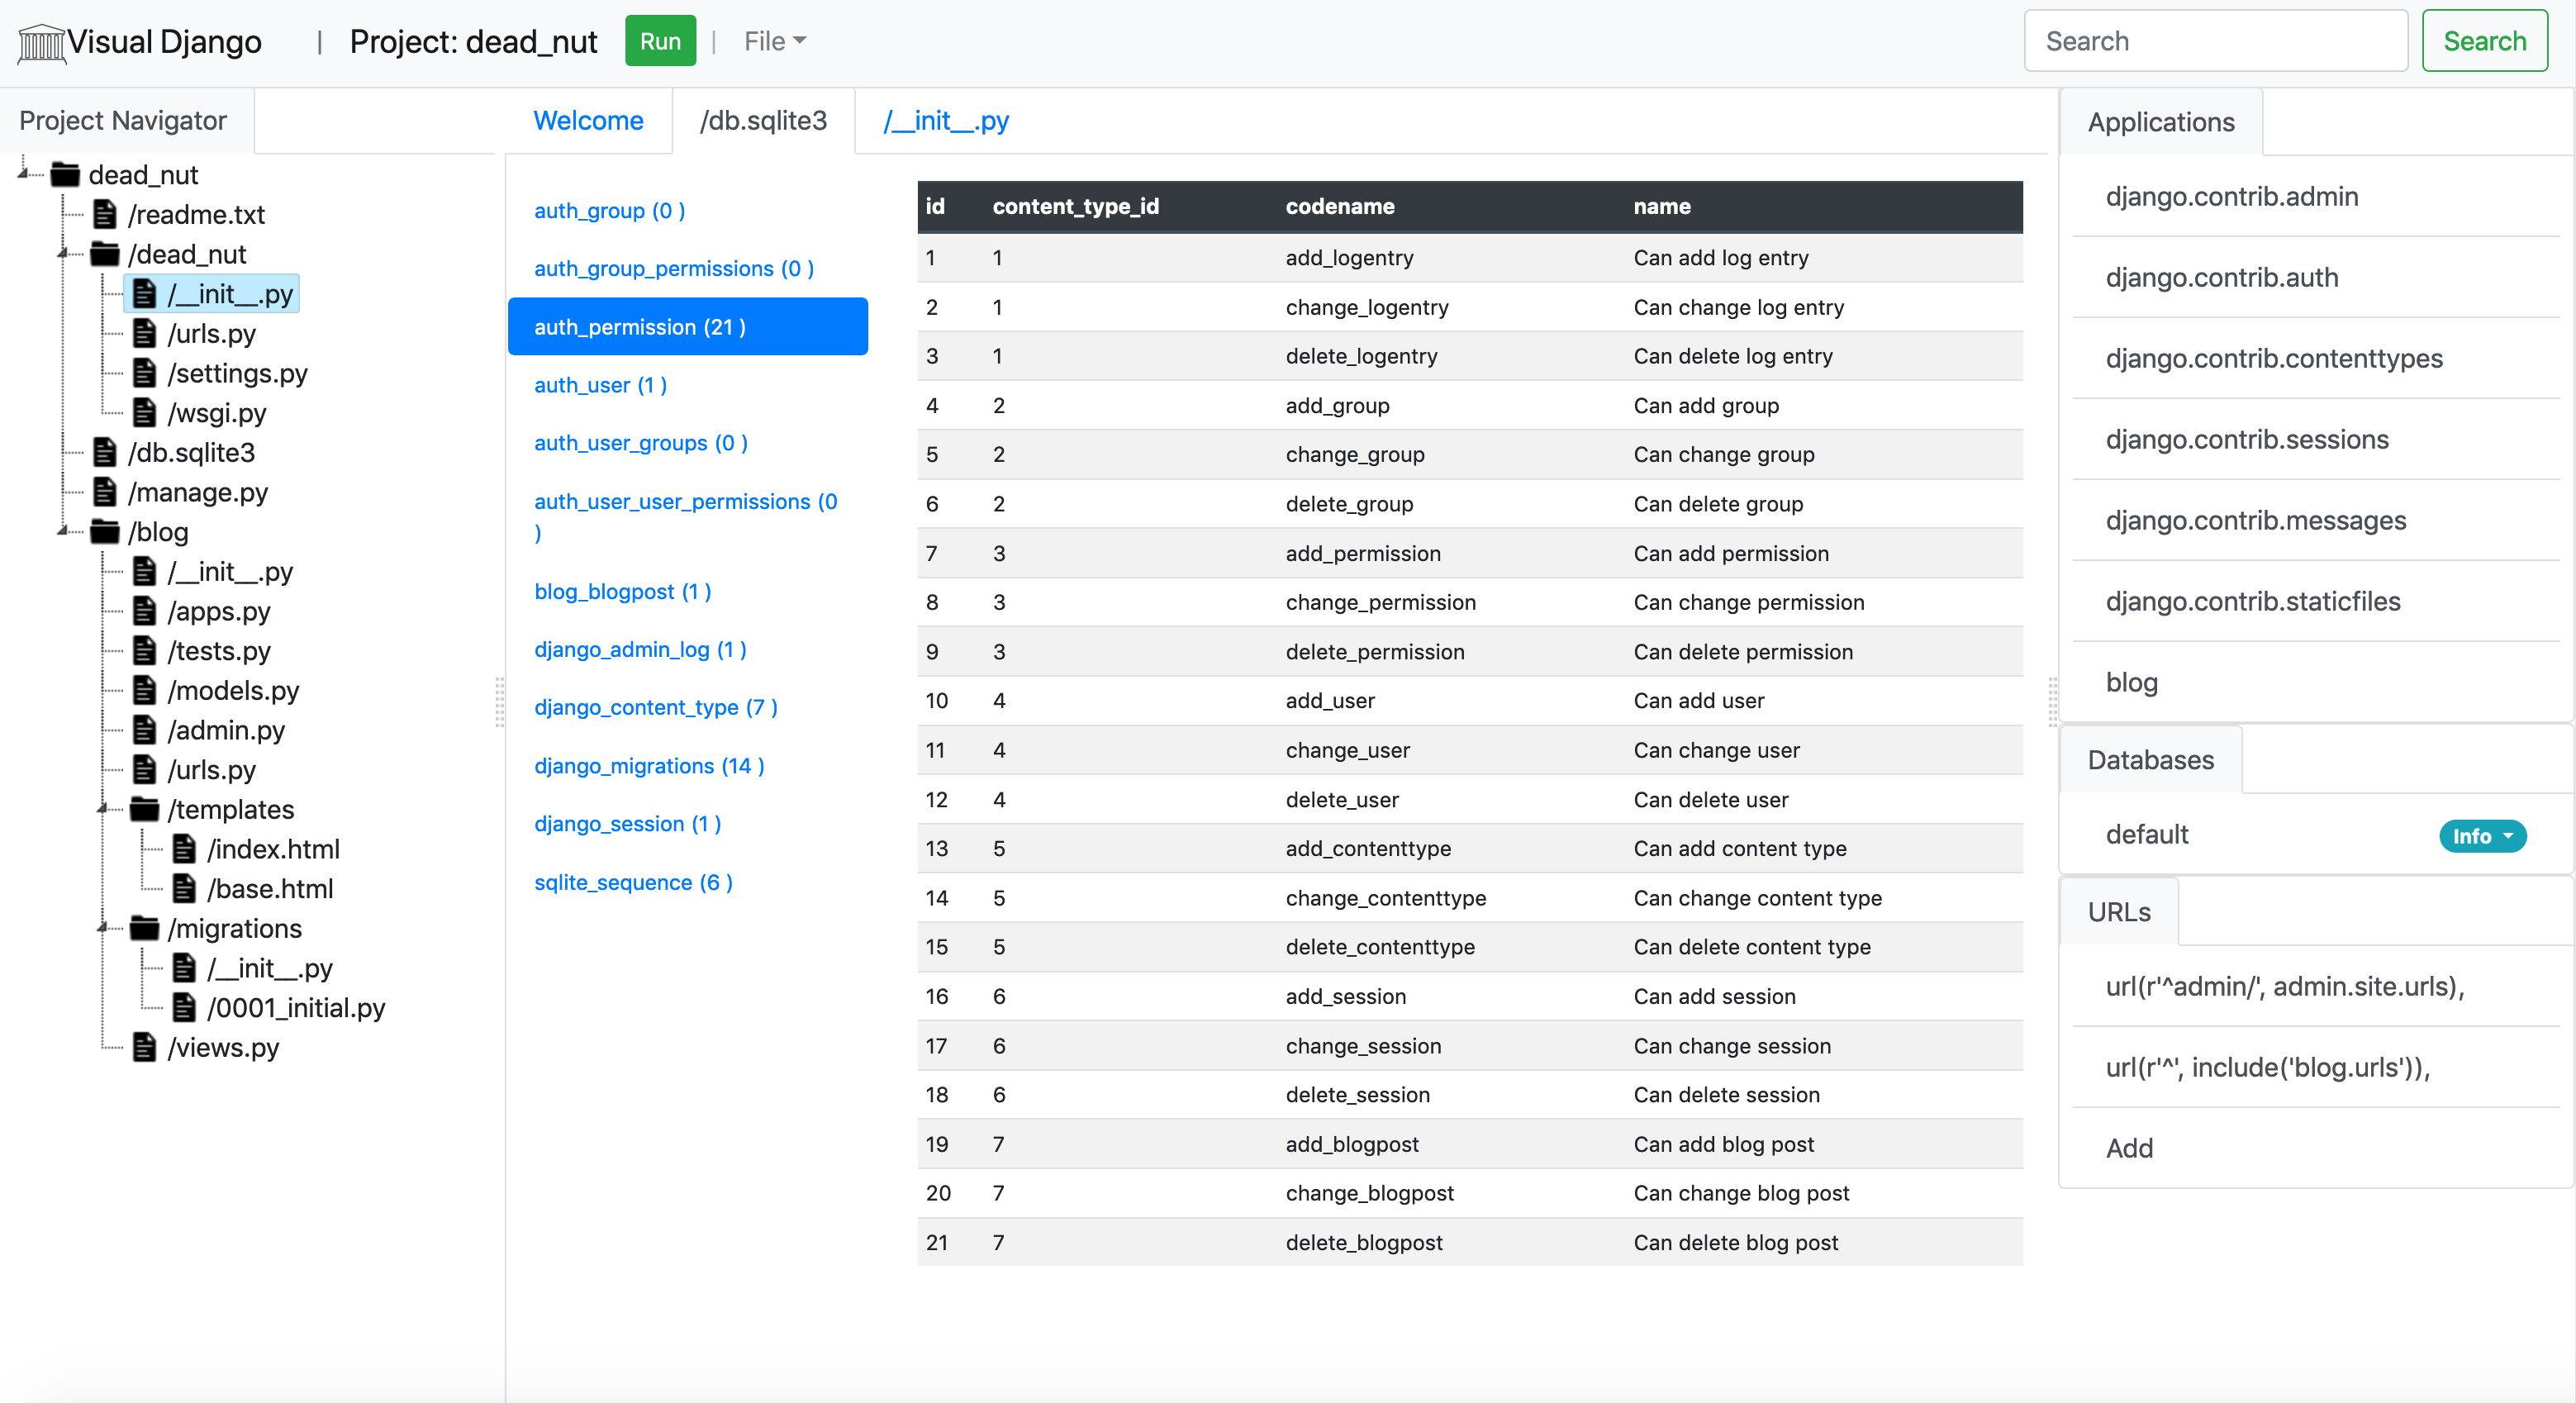 Visual Django | Project: dead_nut Run | File Search Search
Project Navigator
dead_nut
/readme.txt
/dead_nut
/__init__.py
/urls.py
/settings.py
/wsgi.py
/db.sqlite3
/manage.py
/blog
/__init__.py
/apps.py
/tests.py
/models.py
/admin.py
/urls.py
/templates
/index.html
/base.html
/migrations
/__init__.py
/0001_initial.py
/views.py
Welcome /db.sqlite3 /__init__.py
auth_group (0 )
auth_group_permissions (0 )
auth_permission (21 )
auth_user (1 )
auth_user_groups (0 )
auth_user_user_permissions (0
)
blog_blogpost (1 )
django_admin_log (1 )
django_content_type (7 )
django_migrations (14 )
django_session (1 )
sqlite_sequence (6 )
id content_type_id codename name
1 1 add_logentry Can add log entry
2 1 change_logentry Can change log entry
3 1 delete_logentry Can delete log entry
4 2 add_group Can add group
5 2 change_group Can change group
6 2 delete_group Can delete group
7 3 add_permission Can add permission
8 3 change_permission Can change permission
9 3 delete_permission Can delete permission
10 4 add_user Can add user
11 4 change_user Can change user
12 4 delete_user Can delete user
13 5 add_contenttype Can add content type
14 5 change_contenttype Can change content type
15 5 delete_contenttype Can delete content type
16 6 add_session Can add session
17 6 change_session Can change session
18 6 delete_session Can delete session
19 7 add_blogpost Can add blog post
20 7 change_blogpost Can change blog post
21 7 delete_blogpost Can delete blog post
Applications
django.contrib.admin
django.contrib.auth
django.contrib.contenttypes
django.contrib.sessions
django.contrib.messages
django.contrib.staticfiles
blog
Databases
default Info
URLs
url(r'^admin/', admin.site.urls),
url(r'^', include('blog.urls')),
Add